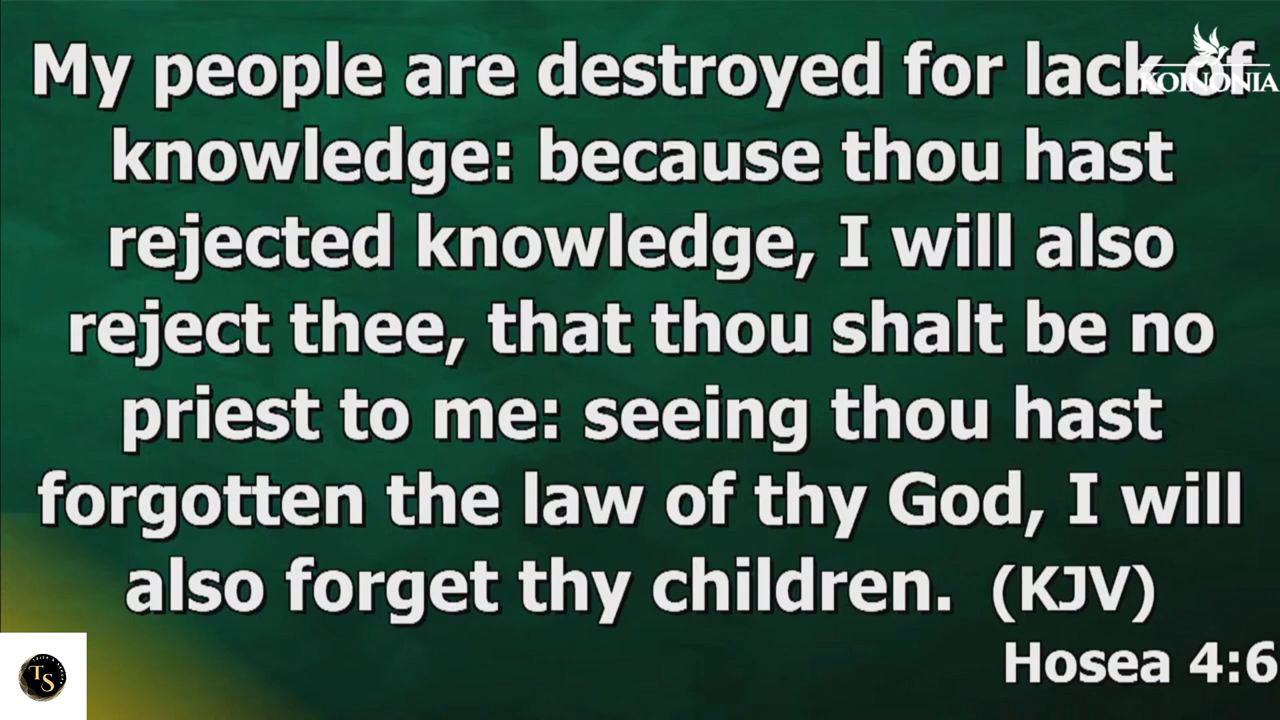 My people are destroyed for lack of
KOINONIA
knowledge: because thou hast
rejected knowledge, I will also
reject thee, that thou shalt be no
priest to me: seeing thou hast
forgotten the law of thy God, I will
also forget thy children. (KJV)
Hosea 4:6
TS